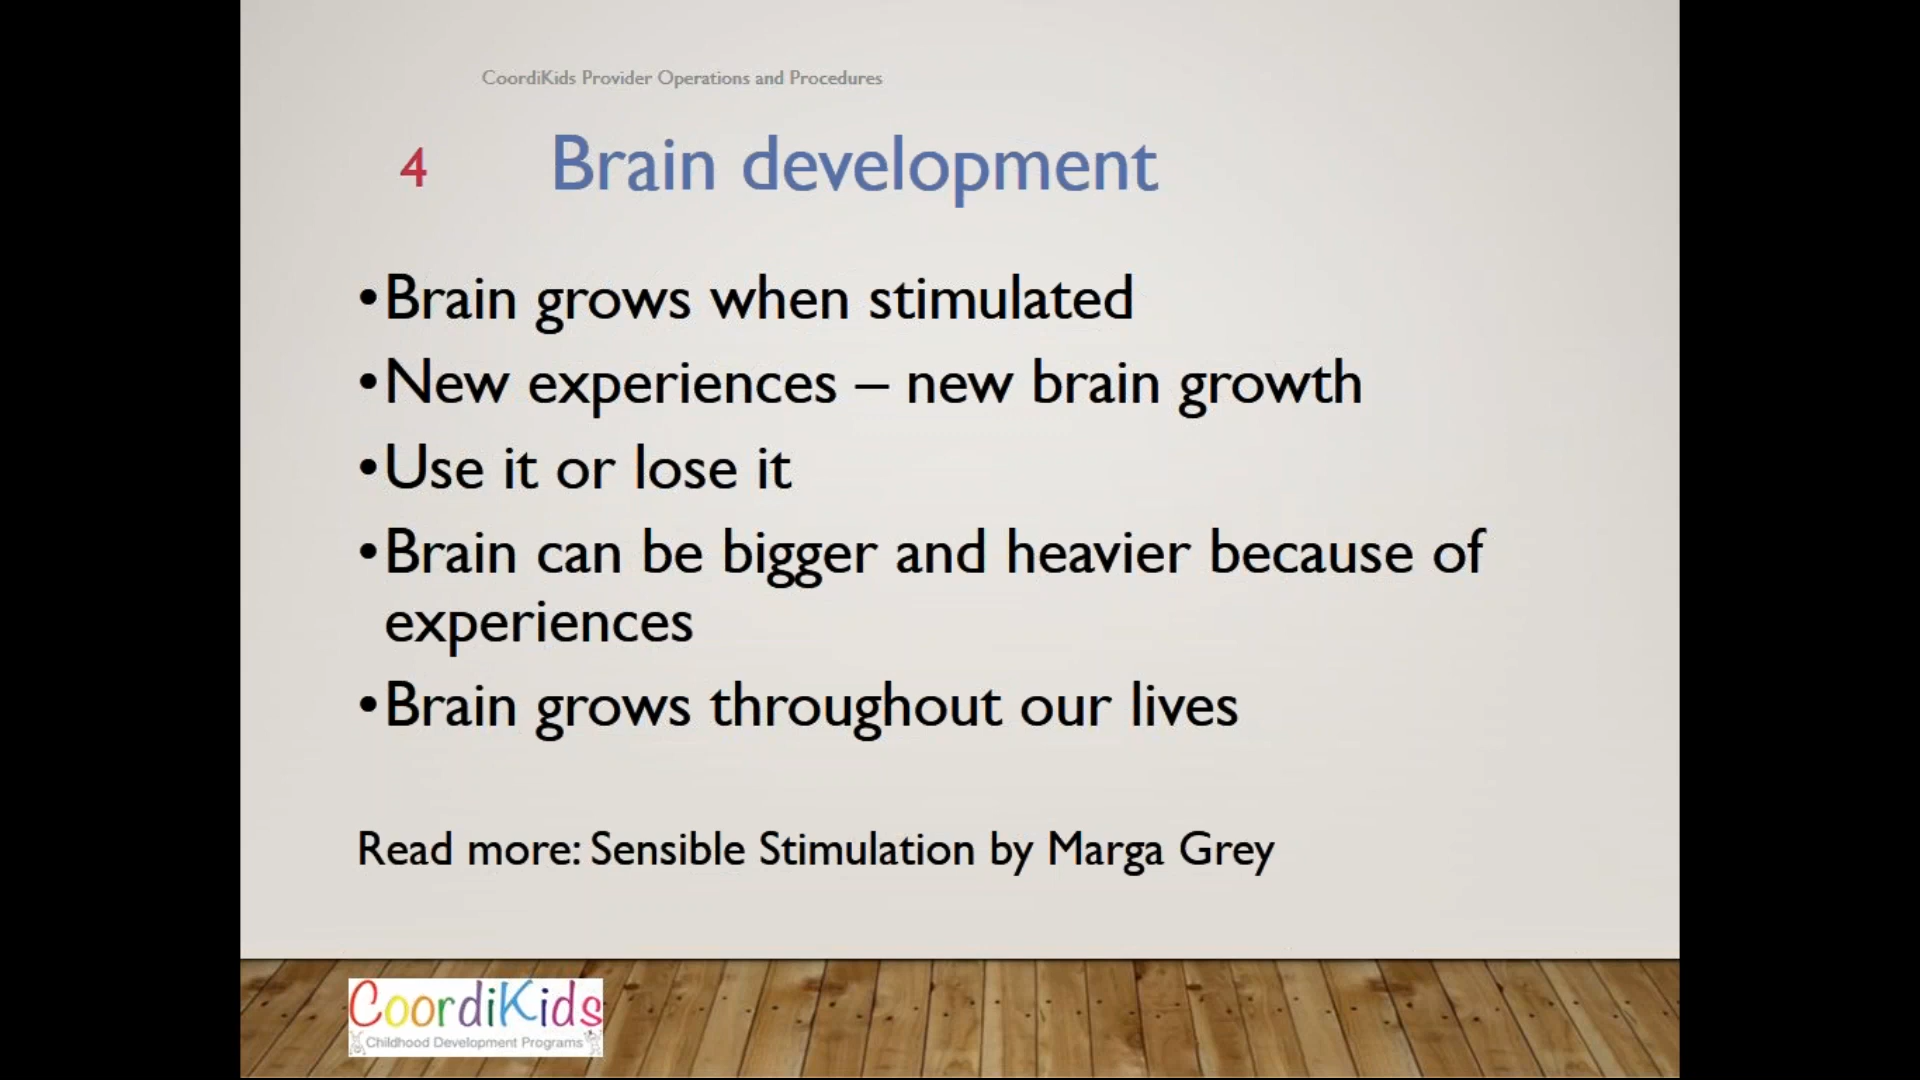 CoordiKids Provider Operations and Procedures
4 Brain development
•Brain grows when stimulated
•New experiences – new brain growth
•Use it or lose it
•Brain can be bigger and heavier because of
experiences
•Brain grows throughout our lives
Read more: Sensible Stimulation by Marga Grey
CoordiKids
Childhood Development Programs